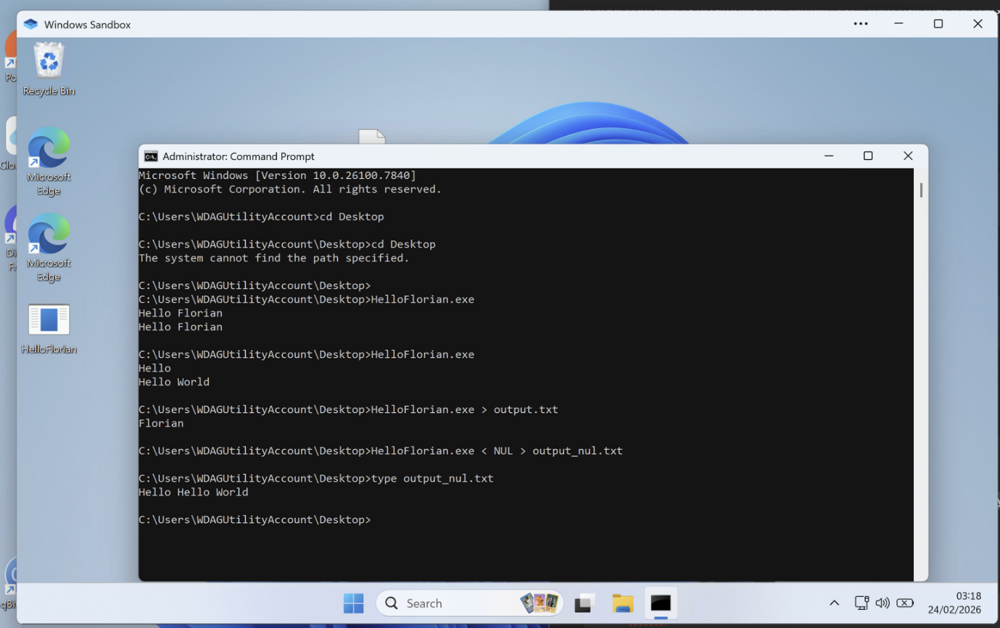 Windows Sandbox
Recycle Bin
Microsoft
Edge
Microsoft
Edge
HelloFlorian
Administrator: Command Prompt
Microsoft Windows [Version 10.0.26100.7840]
(c) Microsoft Corporation. All rights reserved.
C:\Users\WDAGUtilityAccount>cd Desktop
C:\Users\WDAGUtilityAccount\Desktop>cd Desktop
The system cannot find the path specified.
C:\Users\WDAGUtilityAccount\Desktop>
C:\Users\WDAGUtilityAccount\Desktop>HelloFlorian.exe
Hello Florian
Hello Florian
C:\Users\WDAGUtilityAccount\Desktop>HelloFlorian.exe
Hello
Hello World
C:\Users\WDAGUtilityAccount\Desktop>HelloFlorian.exe > output.txt
Florian
C:\Users\WDAGUtilityAccount\Desktop>HelloFlorian.exe < NUL > output_nul.txt
C:\Users\WDAGUtilityAccount\Desktop>type output_nul.txt
Hello Hello World
C:\Users\WDAGUtilityAccount\Desktop>
Search
03:18
24/02/2026